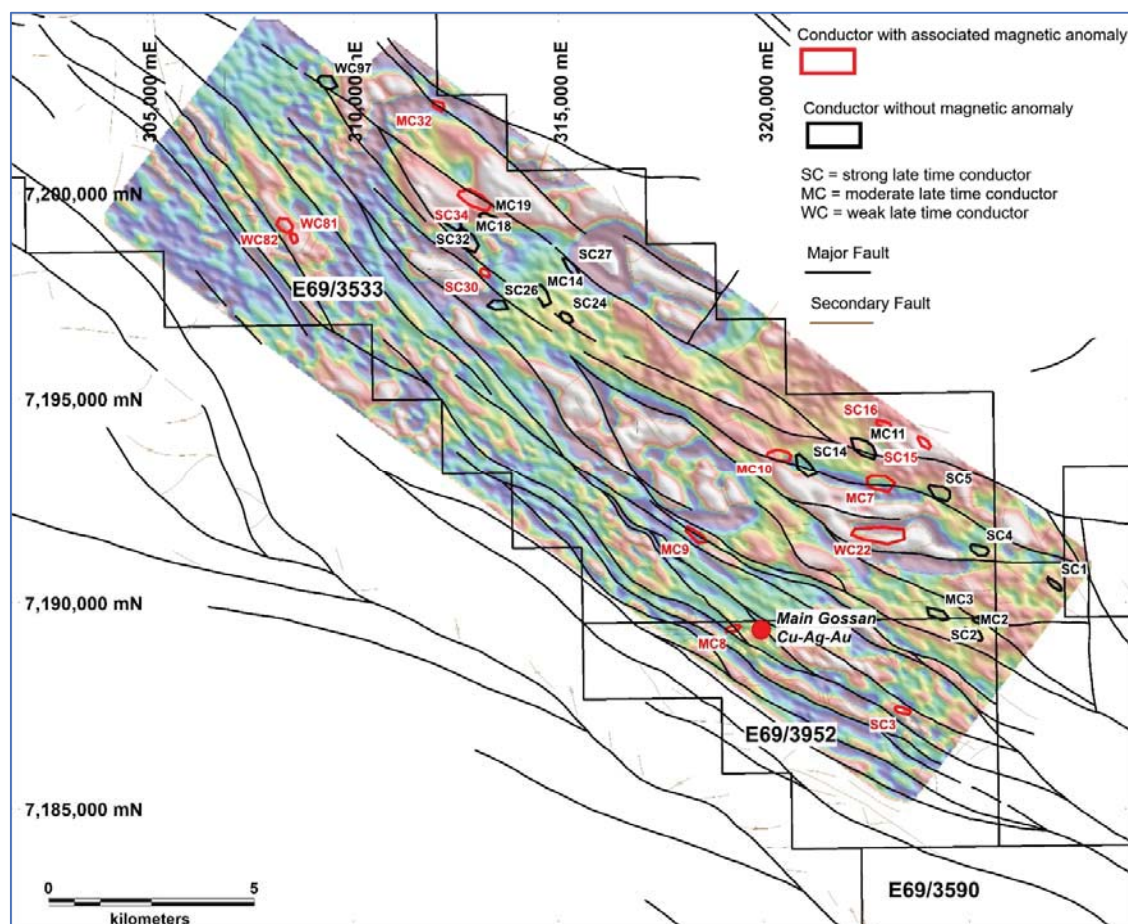 Conductor with associated magnetic anomaly
Conductor without magnetic anomaly
SC = strong late time conductor
MC = moderate late time conductor
WC = weak late time conductor
Major Fault
Secondary Fault
305,000 mE
310,000 mE
315,000 mE
320,000 mE
WC97
MC32
7,200,000 mN
MC19
SC34
MC18
WC81
WC82
SC32
SC27
SC30
E69/3533
SC26
MC14
SC24
7,195,000 mN
SC16
MC11
SC14
SC15
MC10
MC7
SC5
MC9
WC22
SC4
SC1
7,190,000 mN
MC3
MC2
Main Gossan
Cu-Ag-Au
MC8
SC2
SC3
E69/3952
7,185,000 mN
0 5
kilometers
E69/3590